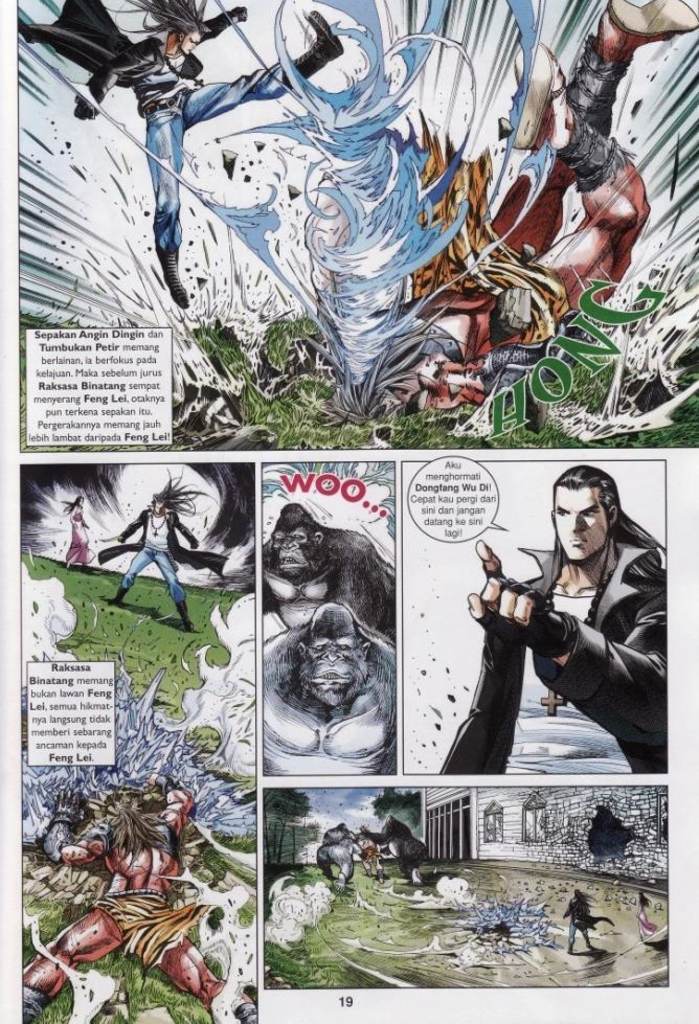 Sepakan Angin Dingin dan
Tumbukan Petir memang
berlainan, ia berfokus pada
kelajuan. Maka sebelum jurus
Raksasa Binatang sempat
menyerang Feng Lei, otaknya
pun terkena sepakan itu.
Pergerakannya memang jauh
lebih lambat daripada Feng Lei!
HONG
Raksasa
Binatang memang
bukan lawan Feng
Lei, semua hikmat-
nya langsung tidak
memberi sebarang
ancaman kepada
Feng Lei.
WOO...
Aku
menghormati
Dongfang Wu Di!
Cepat kau pergi dari
sini dan jangan
datang ke sini
lagi!
19